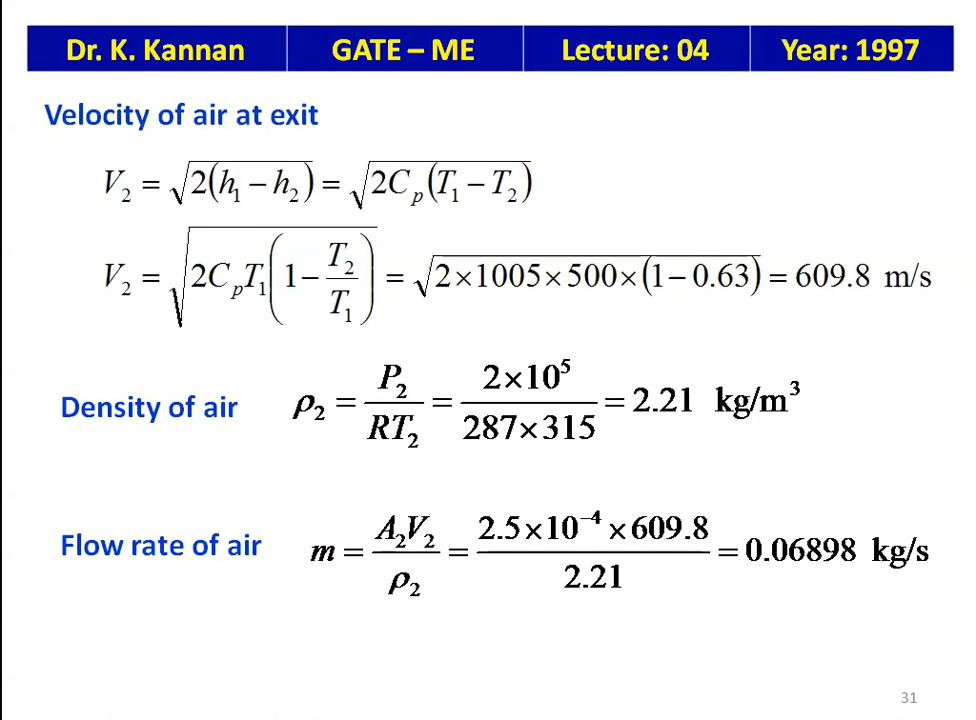 Dr. K. Kannan GATE – ME Lecture: 04 Year: 1997
Velocity of air at exit
V₂ = √(2(h₁ − h₂)) = √(2Cₚ(T₁ − T₂))
V₂ = √(2CₚT₁(1 − T₂/T₁)) = √(2×1005×500×(1−0.63)) = 609.8 m/s
Density of air ρ₂ = P₂/RT₂ = 2×10⁵/287×315 = 2.21 kg/m³
Flow rate of air m = A₂V₂/ρ₂ = 2.5×10⁻⁴×609.8/2.21 = 0.06898 kg/s
31